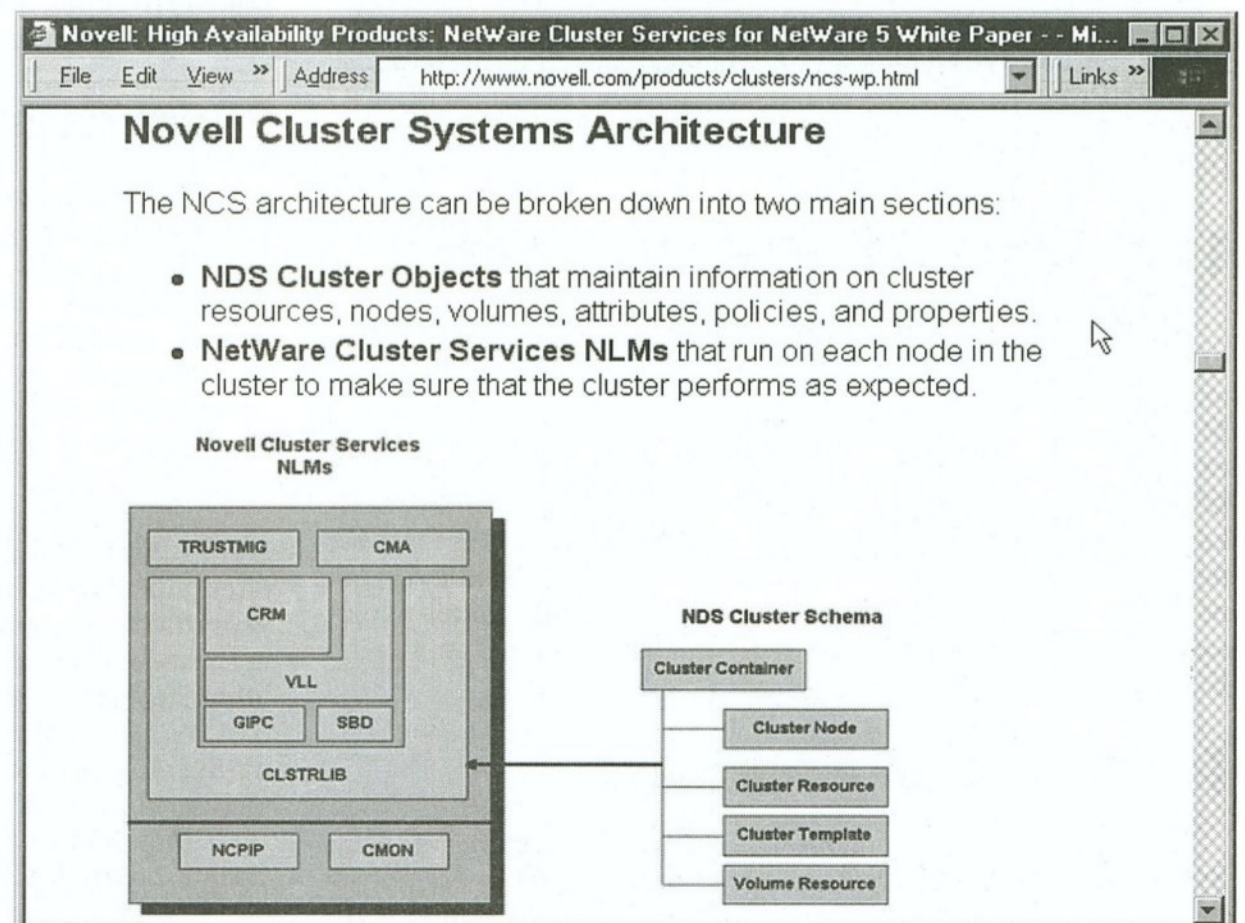 Novell: High Availability Products: NetWare Cluster Services for NetWare 5 White Paper - - Mi...
File Edit View » Address http://www.novell.com/products/clusters/ncs-wp.html Links »
Novell Cluster Systems Architecture
The NCS architecture can be broken down into two main sections:
• NDS Cluster Objects that maintain information on cluster
resources, nodes, volumes, attributes, policies, and properties.
• NetWare Cluster Services NLMs that run on each node in the
cluster to make sure that the cluster performs as expected.
Novell Cluster Services
NLMs
TRUSTMIG CMA
CRM
VLL
GIPC SBD
CLSTRLIB
NCPIP CMON
NDS Cluster Schema
Cluster Container
Cluster Node
Cluster Resource
Cluster Template
Volume Resource